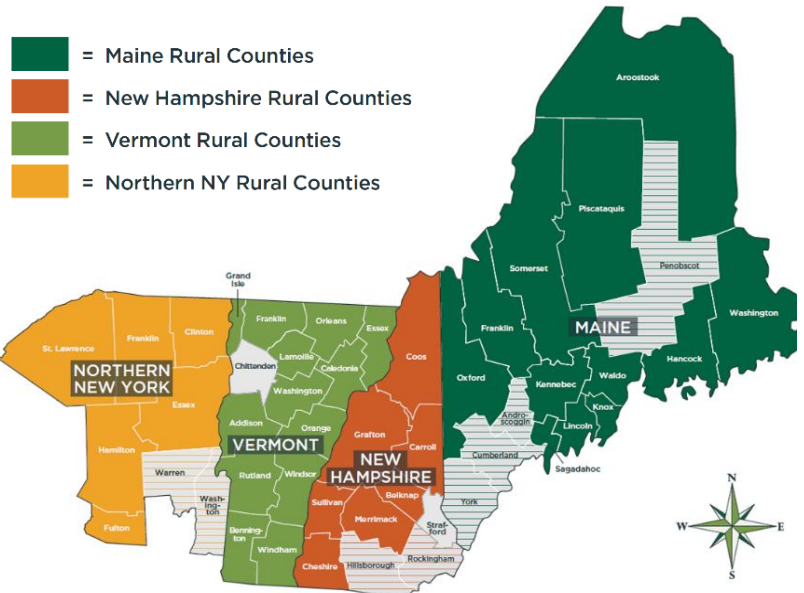 = Maine Rural Counties
= New Hampshire Rural Counties
= Vermont Rural Counties
= Northern NY Rural Counties
Aroostook
Piscataquis
Somerset
Penobscot
Washington
Franklin
MAINE
Hancock
Oxford
Kennebec
Waldo
Knox
Lincoln
Andro-
scoggin
Cumberland
Sagadahoc
York
Grand
Isle
Franklin
Orleans
Essex
Chittenden
Lamoille
Caledonia
Washington
Addison
Orange
VERMONT
Rutland
Windsor
Benning-
ton
Windham
Coos
Grafton
Carroll
NEW
HAMPSHIRE
Belknap
Sullivan
Merrimack
Straf-
ford
Cheshire
Hillsborough
Rockingham
St. Lawrence
Franklin
Clinton
NORTHERN
NEW YORK
Essex
Hamilton
Warren
Wash-
ing-
ton
Fulton
N
W
E
S